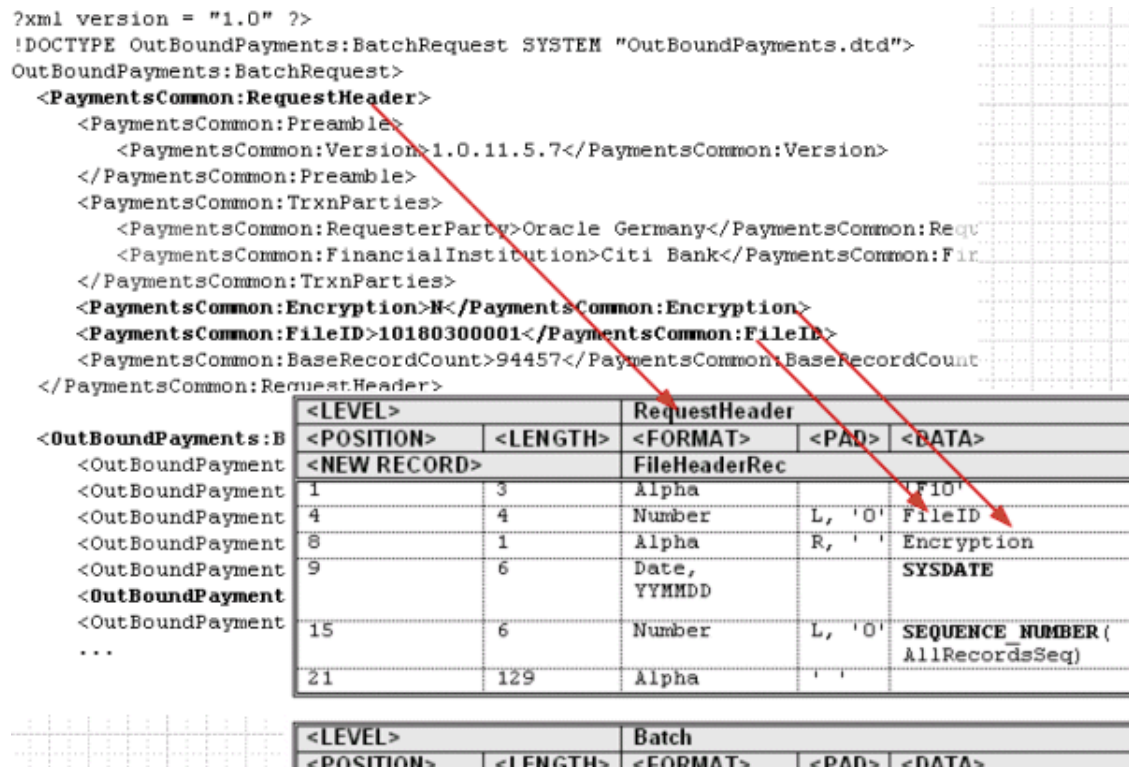 ?xml version = "1.0" ?>
!DOCTYPE OutBoundPayments:BatchRequest SYSTEM "OutBoundPayments.dtd">
OutBoundPayments:BatchRequest>
<PaymentsCommon:RequestHeader>
<PaymentsCommon:Preamble>
<PaymentsCommon:Version>1.0.11.5.7</PaymentsCommon:Version>
</PaymentsCommon:Preamble>
<PaymentsCommon:TrxnParties>
<PaymentsCommon:RequesterParty>Oracle Germany</PaymentsCommon:Requ
<PaymentsCommon:FinancialInstitution>Citi Bank</PaymentsCommon:Fir
</PaymentsCommon:TrxnParties>
<PaymentsCommon:Encryption>N</PaymentsCommon:Encryption>
<PaymentsCommon:FileID>10180300001</PaymentsCommon:FileID>
<PaymentsCommon:BaseRecordCount>94457</PaymentsCommon:BaseRecordCount
</PaymentsCommon:RequestHeader>
<OutBoundPayments:B
<OutBoundPayment
<OutBoundPayment
<OutBoundPayment
<OutBoundPayment
<OutBoundPayment
<OutBoundPayment
<OutBoundPayment
...
<LEVEL> RequestHeader
<POSITION> <LENGTH> <FORMAT> <PAD> <DATA>
<NEW RECORD> FileHeaderRec
1 3 Alpha 'F10'
4 4 Number L, '0' FileID
8 1 Alpha R, ' ' Encryption
9 6 Date, SYSDATE
YYMMDD
15 6 Number L, '0' SEQUENCE_NUMBER(
AllRecordsSeq)
21 129 Alpha ' '
<LEVEL> Batch
<POSITION> <LENGTH> <FORMAT> <PAD> <DATA>